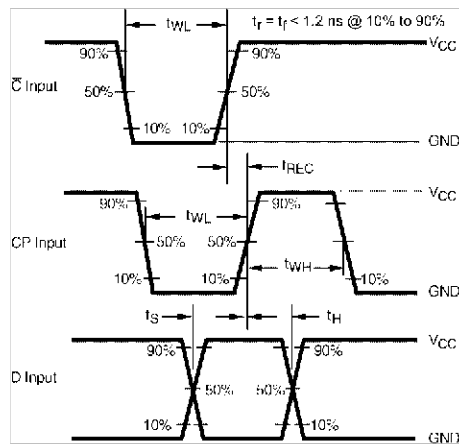 tWL tr = tf < 1.2 ns @ 10% to 90%
VCC
90% 90%
C̅ Input 50% 50%
10% 10%
GND
tREC
VCC
90% tWL 90%
CP Input 50% 50%
tWH
10% 10% 10%
GND
tS tH
VCC
90% 90%
D Input 50% 50%
10% 10%
GND